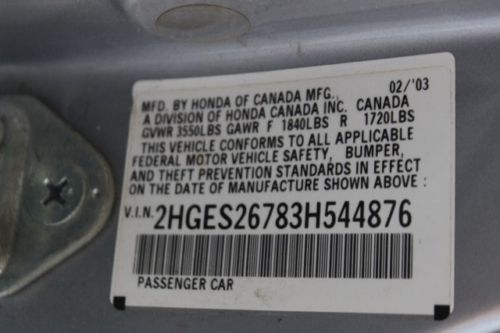 MFD. BY HONDA OF CANADA MFG., 02/'03
A DIVISION OF HONDA CANADA INC. CANADA
GVWR 3550LBS GAWR F 1840LBS R 1720LBS
THIS VEHICLE CONFORMS TO ALL APPLICABLE
FEDERAL MOTOR VEHICLE SAFETY, BUMPER,
AND THEFT PREVENTION STANDARDS IN EFFECT
ON THE DATE OF MANUFACTURE SHOWN ABOVE :
V.I.N. 2HGES26783H544876
PASSENGER CAR